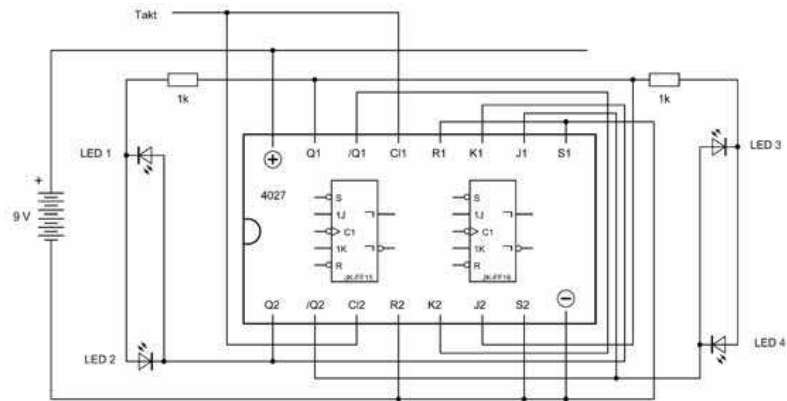 Takt
1k
1k
Q1 /Q1 Cl1 R1 K1 J1 S1
LED 1
LED 3
+
4027
S
1J
C1
1K
R
JK-FF15
S
1J
C1
1K
R
JK-FF16
+
9 V
Q2 /Q2 Cl2 R2 K2 J2 S2
LED 2
LED 4